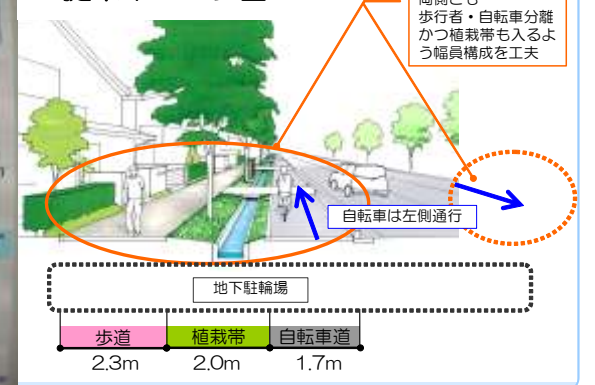 両側とも
歩行者・自転車分離
かつ植栽帯も入るよ
う幅員構成を工夫
自転車は左側通行
地下駐輪場
歩道 植栽帯 自転車道
2.3m 2.0m 1.7m